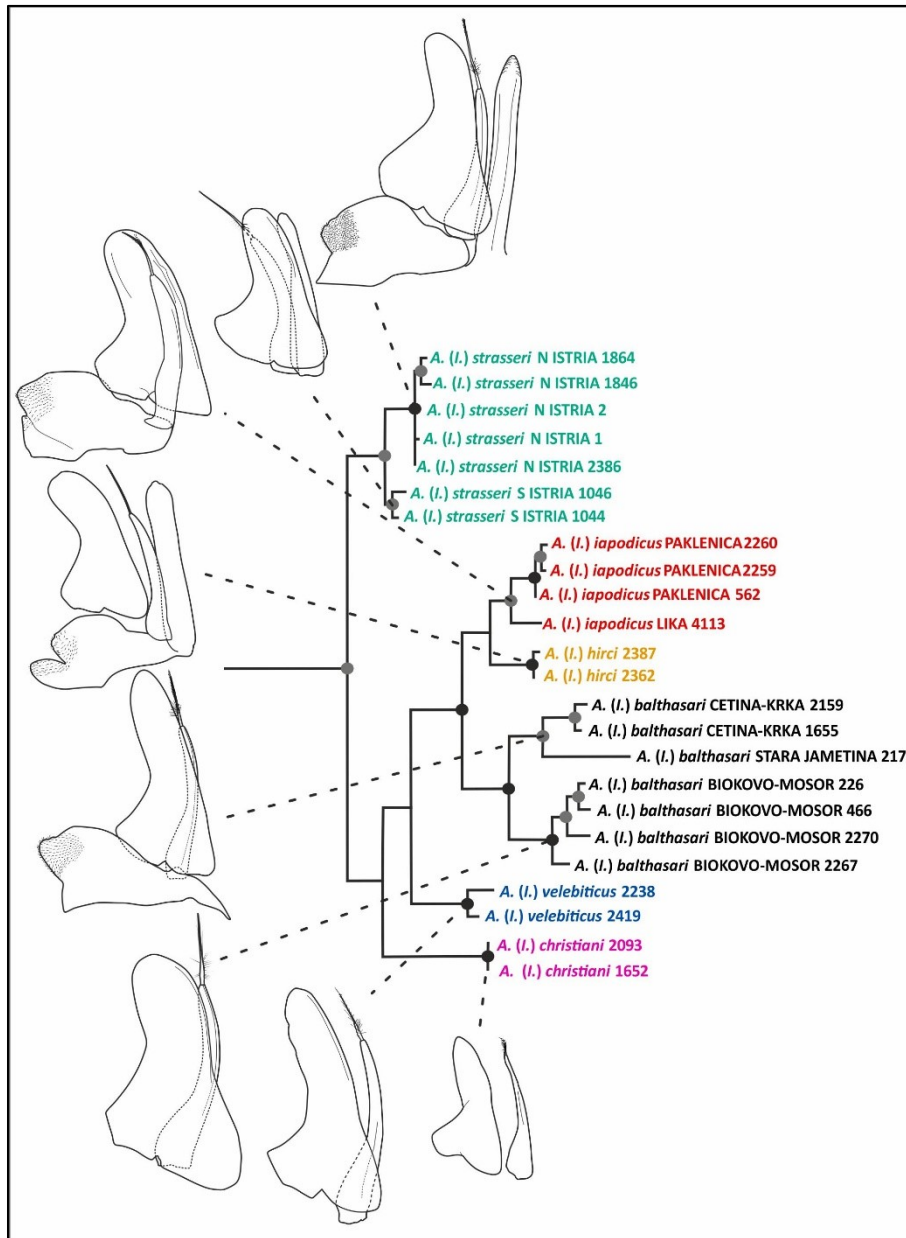 A. (I.) strasseri N ISTRIA 1864
A. (I.) strasseri N ISTRIA 1846
A. (I.) strasseri N ISTRIA 2
A. (I.) strasseri N ISTRIA 1
A. (I.) strasseri N ISTRIA 2386
A. (I.) strasseri S ISTRIA 1046
A. (I.) strasseri S ISTRIA 1044
A. (I.) iapodicus PAKLENICA2260
A. (I.) iapodicus PAKLENICA2259
A. (I.) iapodicus PAKLENICA 562
A. (I.) iapodicus LIKA 4113
A. (I.) hirci 2387
A. (I.) hirci 2362
A. (I.) balthasari CETINA-KRKA 2159
A. (I.) balthasari CETINA-KRKA 1655
A. (I.) balthasari STARA JAMETINA 217
A. (I.) balthasari BIOKOVO-MOSOR 226
A. (I.) balthasari BIOKOVO-MOSOR 466
A. (I.) balthasari BIOKOVO-MOSOR 2270
A. (I.) balthasari BIOKOVO-MOSOR 2267
A. (I.) velebiticus 2238
A. (I.) velebiticus 2419
A. (I.) christiani 2093
A. (I.) christiani 1652